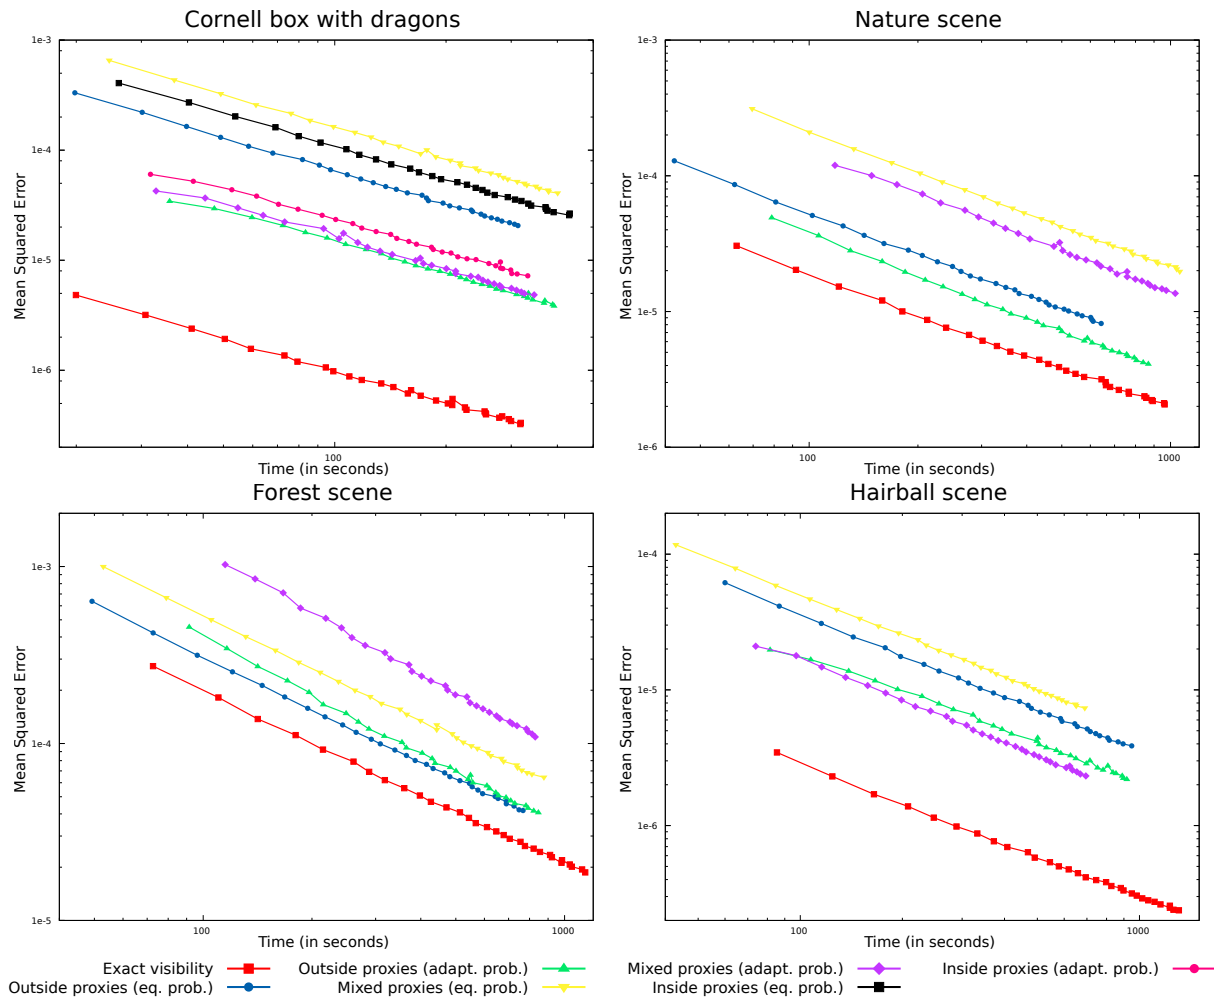 Cornell box with dragons
Nature scene
1e-3
1e-4
1e-5
1e-6
Mean Squared Error
100
Time (in seconds)
1e-3
1e-4
1e-5
1e-6
Mean Squared Error
100
1000
Time (in seconds)
Forest scene
Hairball scene
1e-3
1e-4
1e-5
Mean Squared Error
100
1000
Time (in seconds)
1e-4
1e-5
1e-6
Mean Squared Error
100
1000
Time (in seconds)
Exact visibility
Outside proxies (eq. prob.)
Outside proxies (adapt. prob.)
Mixed proxies (eq. prob.)
Mixed proxies (adapt. prob.)
Inside proxies (eq. prob.)
Inside proxies (adapt. prob.)